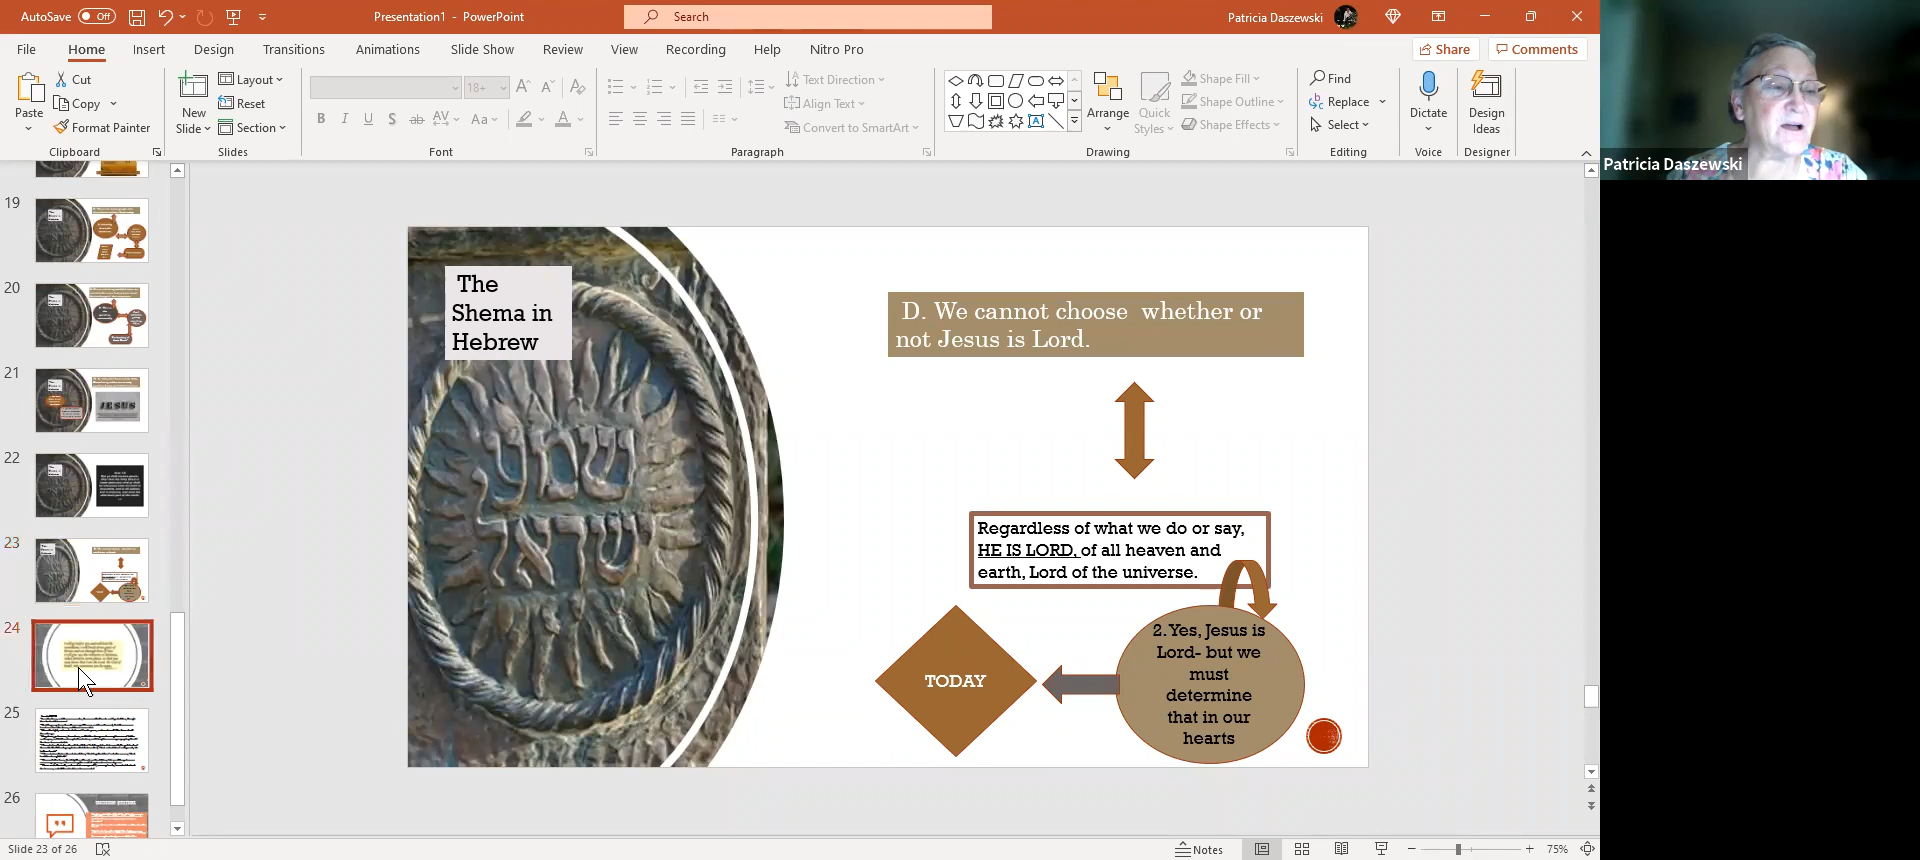 AutoSave Off
Presentation1 - PowerPoint
Search
Patricia Daszewski
File Home Insert Design Transitions Animations Slide Show Review View Recording Help Nitro Pro
Share Comments
Paste
Cut
Copy
Format Painter
Clipboard
New
Slide
Layout
Reset
Section
Slides
18+
Font
Text Direction
Align Text
Convert to SmartArt
Paragraph
Arrange
Quick
Styles
Shape Fill
Shape Outline
Shape Effects
Drawing
Find
Replace
Select
Editing
Dictate
Voice
Design
Ideas
Designer
Patricia Daszewski
19
20
21
JESUS
22
23
24
25
26
The
Shema in
Hebrew
שמע
ישראל
D. We cannot choose whether or
not Jesus is Lord.
Regardless of what we do or say,
HE IS LORD, of all heaven and
earth, Lord of the universe.
TODAY
2. Yes, Jesus is
Lord- but we
must
determine
that in our
hearts
Slide 23 of 26
Notes
75%